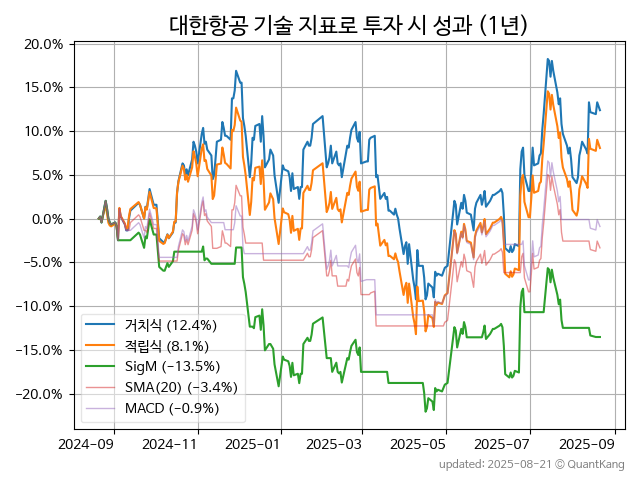 대한항공 기술 지표로 투자 시 성과 (1년)
20.0%
15.0%
10.0%
5.0%
0.0%
−5.0%
−10.0%
−15.0%
−20.0%
거치식 (12.4%)
적립식 (8.1%)
SigM (−13.5%)
SMA(20) (−3.4%)
MACD (−0.9%)
2024-09 2024-11 2025-01 2025-03 2025-05 2025-07 2025-09
updated: 2025-08-21 © QuantKang